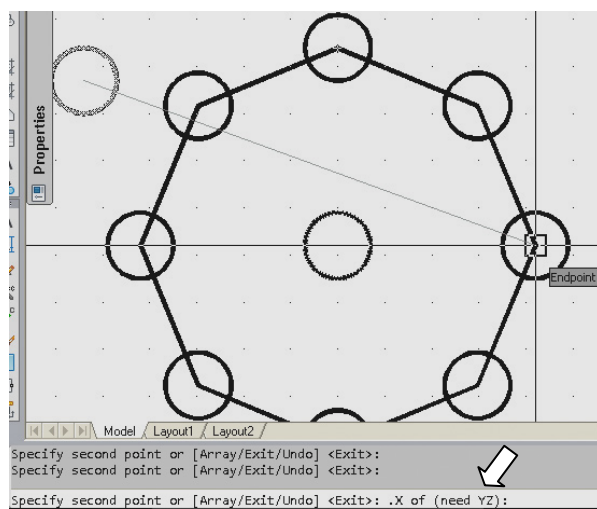 Properties
Endpoint
Model Layout1 Layout2
Specify second point or [Array/Exit/Undo] <Exit>:
Specify second point or [Array/Exit/Undo] <Exit>:
Specify second point or [Array/Exit/Undo] <Exit>: .X of (need YZ):